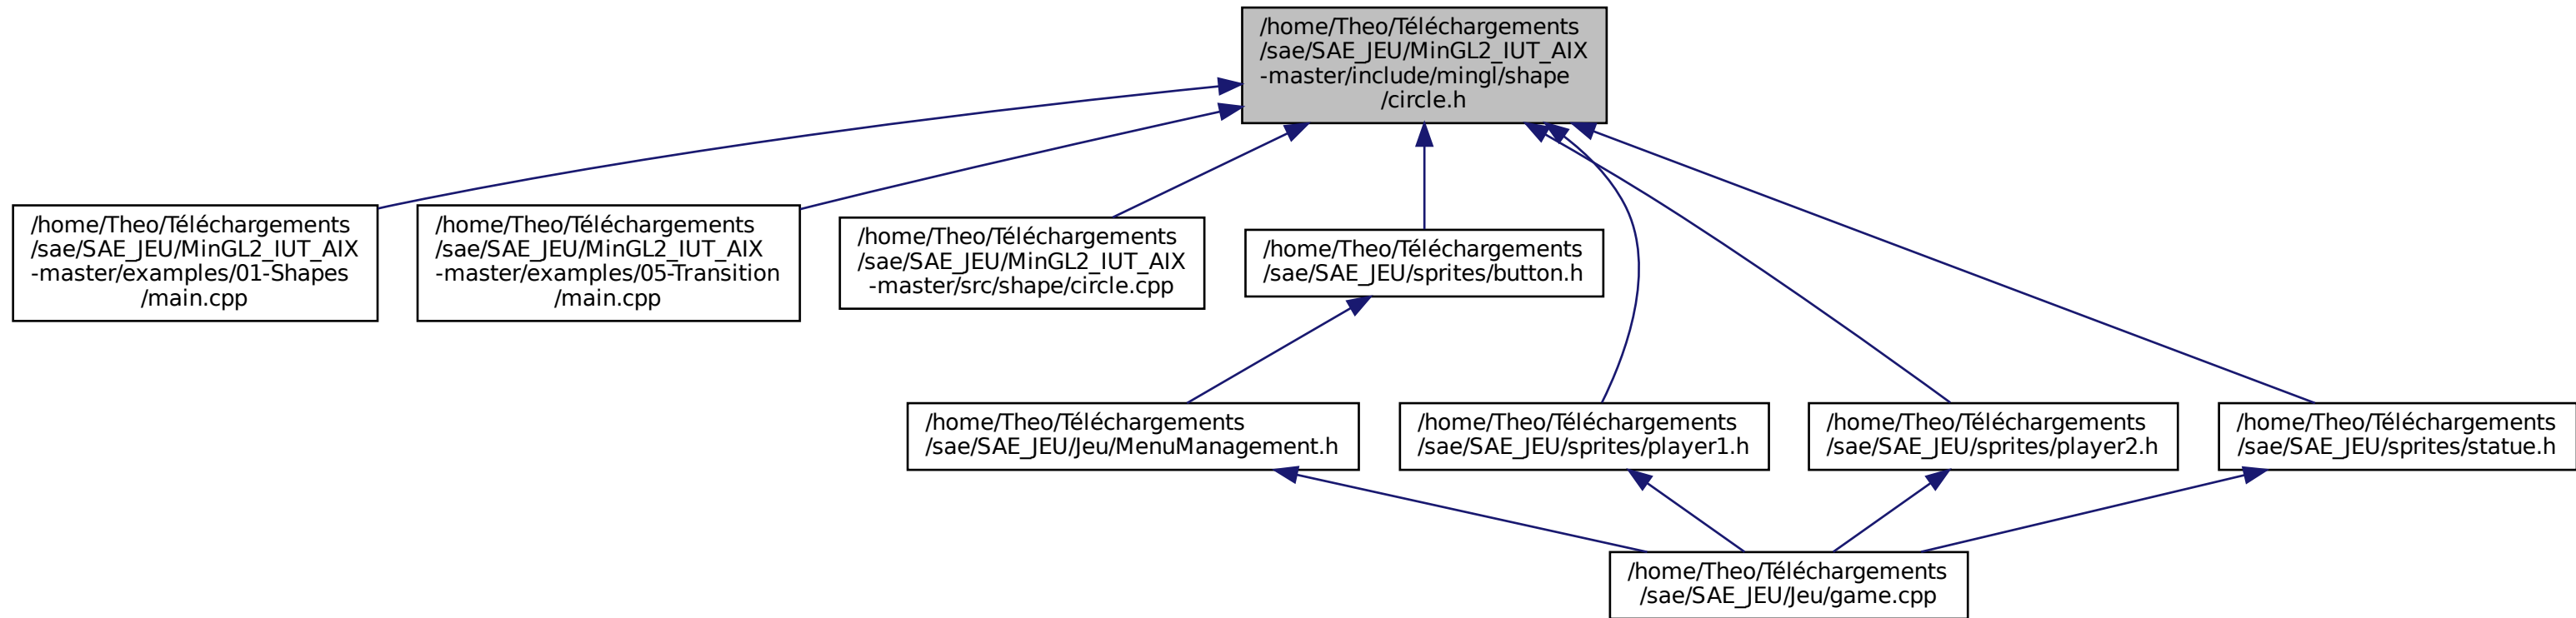 /home/Theo/Téléchargements
/sae/SAE_JEU/MinGL2_IUT_AIX
-master/include/mingl/shape
/circle.h
/home/Theo/Téléchargements
/sae/SAE_JEU/MinGL2_IUT_AIX
-master/examples/01-Shapes
/main.cpp
/home/Theo/Téléchargements
/sae/SAE_JEU/MinGL2_IUT_AIX
-master/examples/05-Transition
/main.cpp
/home/Theo/Téléchargements
/sae/SAE_JEU/MinGL2_IUT_AIX
-master/src/shape/circle.cpp
/home/Theo/Téléchargements
/sae/SAE_JEU/sprites/button.h
/home/Theo/Téléchargements
/sae/SAE_JEU/Jeu/MenuManagement.h
/home/Theo/Téléchargements
/sae/SAE_JEU/sprites/player1.h
/home/Theo/Téléchargements
/sae/SAE_JEU/sprites/player2.h
/home/Theo/Téléchargements
/sae/SAE_JEU/sprites/statue.h
/home/Theo/Téléchargements
/sae/SAE_JEU/Jeu/game.cpp